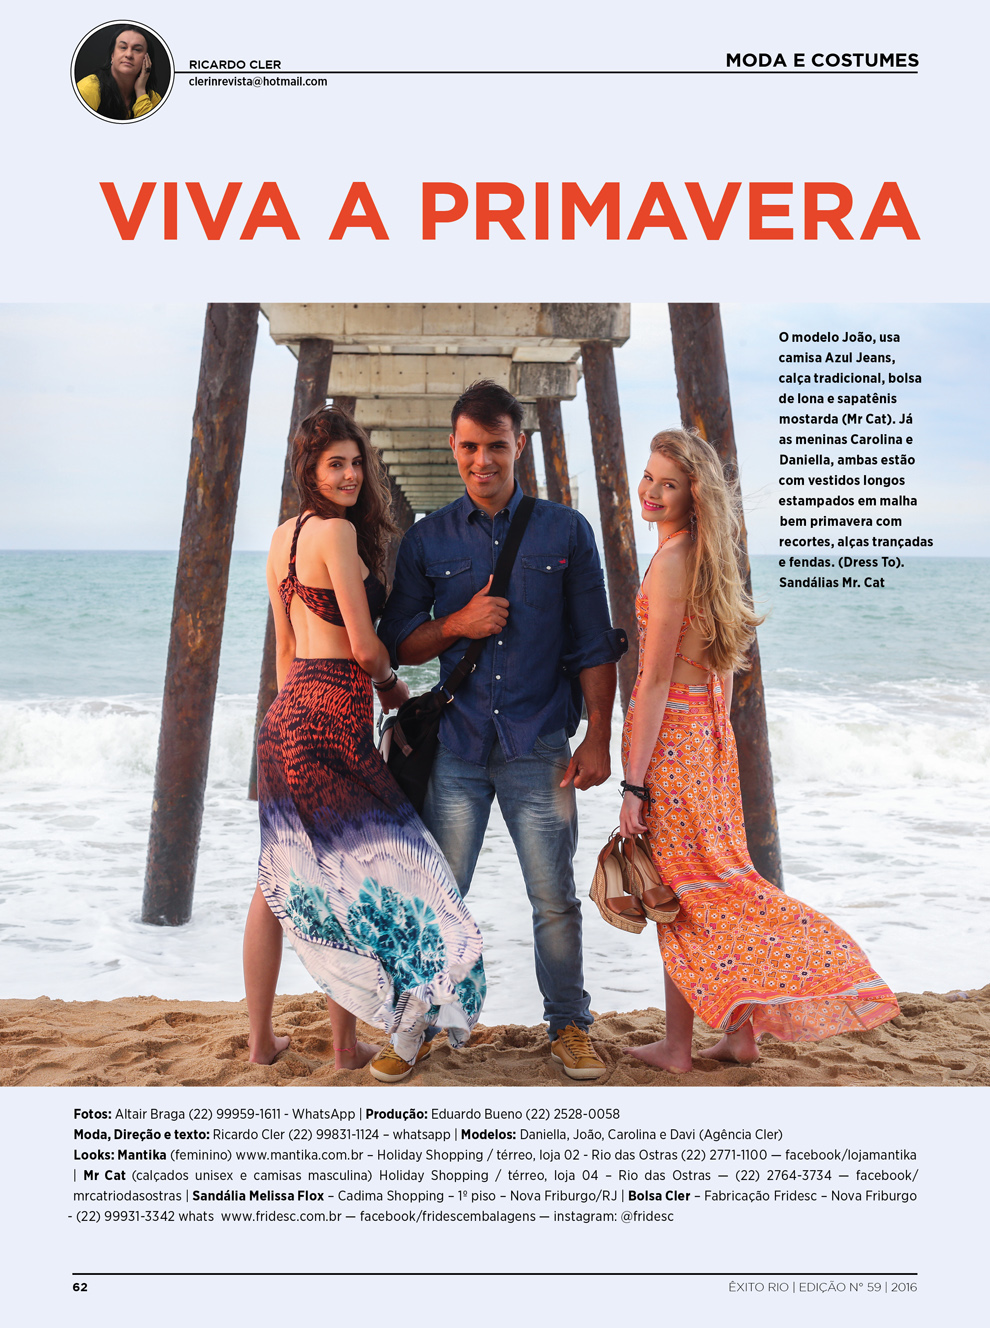 RICARDO CLER
clerinrevista@hotmail.com
MODA E COSTUMES
VIVA A PRIMAVERA
O modelo João, usa
camisa Azul Jeans,
calça tradicional, bolsa
de lona e sapatênis
mostarda (Mr Cat). Já
as meninas Carolina e
Daniella, ambas estão
com vestidos longos
estampados em malha
bem primavera com
recortes, alças trançadas
e fendas. (Dress To).
Sandálias Mr. Cat
Fotos: Altair Braga (22) 99959-1611 - WhatsApp | Produção: Eduardo Bueno (22) 2528-0058
Moda, Direção e texto: Ricardo Cler (22) 99831-1124 – whatsapp | Modelos: Daniella, João, Carolina e Davi (Agência Cler)
Looks: Mantika (feminino) www.mantika.com.br – Holiday Shopping / térreo, loja 02 - Rio das Ostras (22) 2771-1100 — facebook/lojamantika
| Mr Cat (calçados unisex e camisas masculina) Holiday Shopping / térreo, loja 04 – Rio das Ostras — (22) 2764-3734 — facebook/
mrcatriodasostras | Sandália Melissa Flox – Cadima Shopping – 1º piso – Nova Friburgo/RJ | Bolsa Cler – Fabricação Fridesc – Nova Friburgo
- (22) 99931-3342 whats www.fridesc.com.br — facebook/fridescembalagens — instagram: @fridesc
62
ÊXITO RIO | EDIÇÃO Nº 59 | 2016